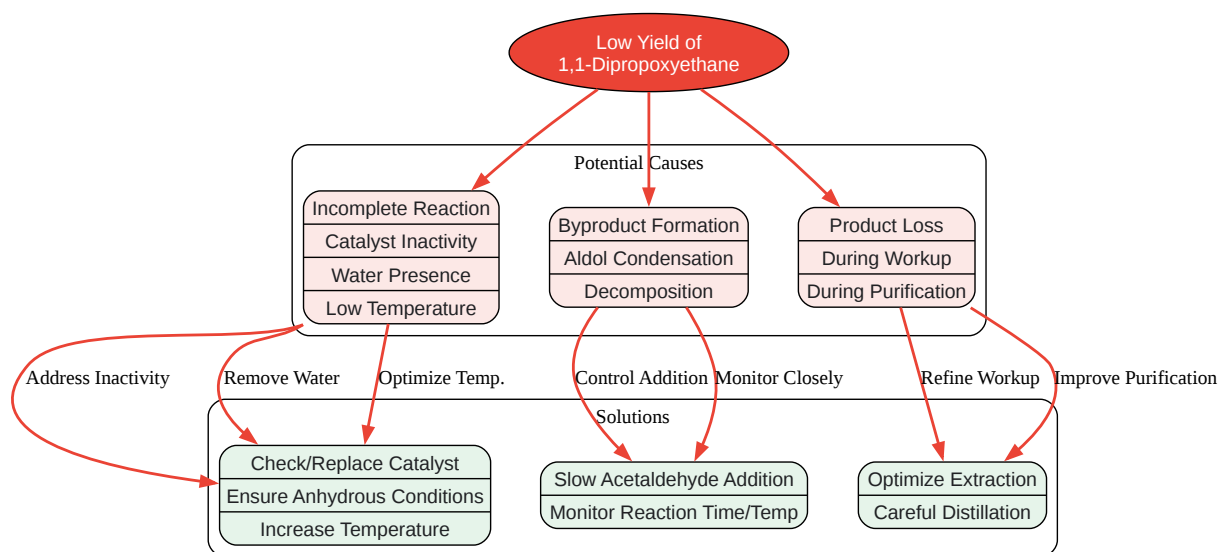 Low Yield of
1,1-Dipropoxyethane
Potential Causes
Incomplete Reaction
Catalyst Inactivity
Water Presence
Low Temperature
Byproduct Formation
Aldol Condensation
Decomposition
Product Loss
During Workup
During Purification
Address Inactivity
Remove Water
Optimize Temp.
Control Addition
Monitor Closely
Refine Workup
Improve Purification
Solutions
Check/Replace Catalyst
Ensure Anhydrous Conditions
Increase Temperature
Slow Acetaldehyde Addition
Monitor Reaction Time/Temp
Optimize Extraction
Careful Distillation